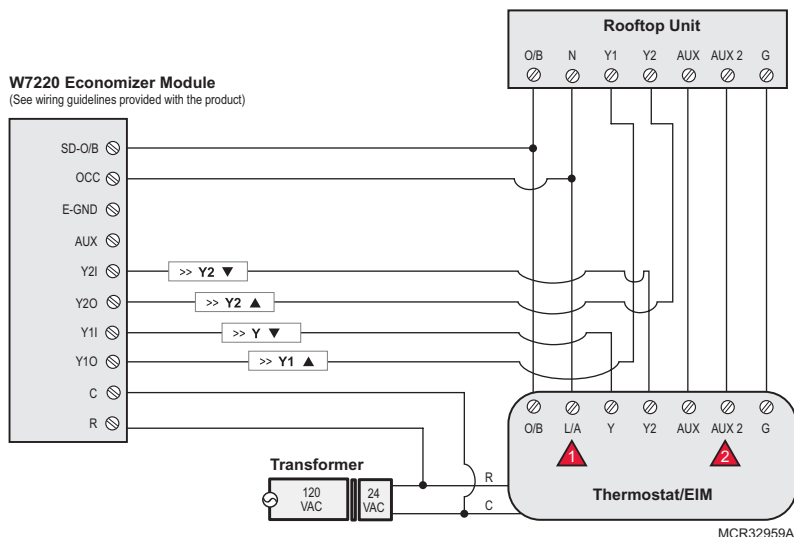 Rooftop Unit
O/B N Y1 Y2 AUX AUX 2 G
W7220 Economizer Module
(See wiring guidelines provided with the product)
SD-O/B
OCC
E-GND
AUX
Y2I >> Y2 ▼
Y2O >> Y2 ▲
Y1I >> Y ▼
Y1O >> Y1 ▲
C
R
O/B L/A Y Y2 AUX AUX 2 G
1 2
Transformer
120 VAC
24 VAC
R
C
Thermostat/EIM
MCR32959A